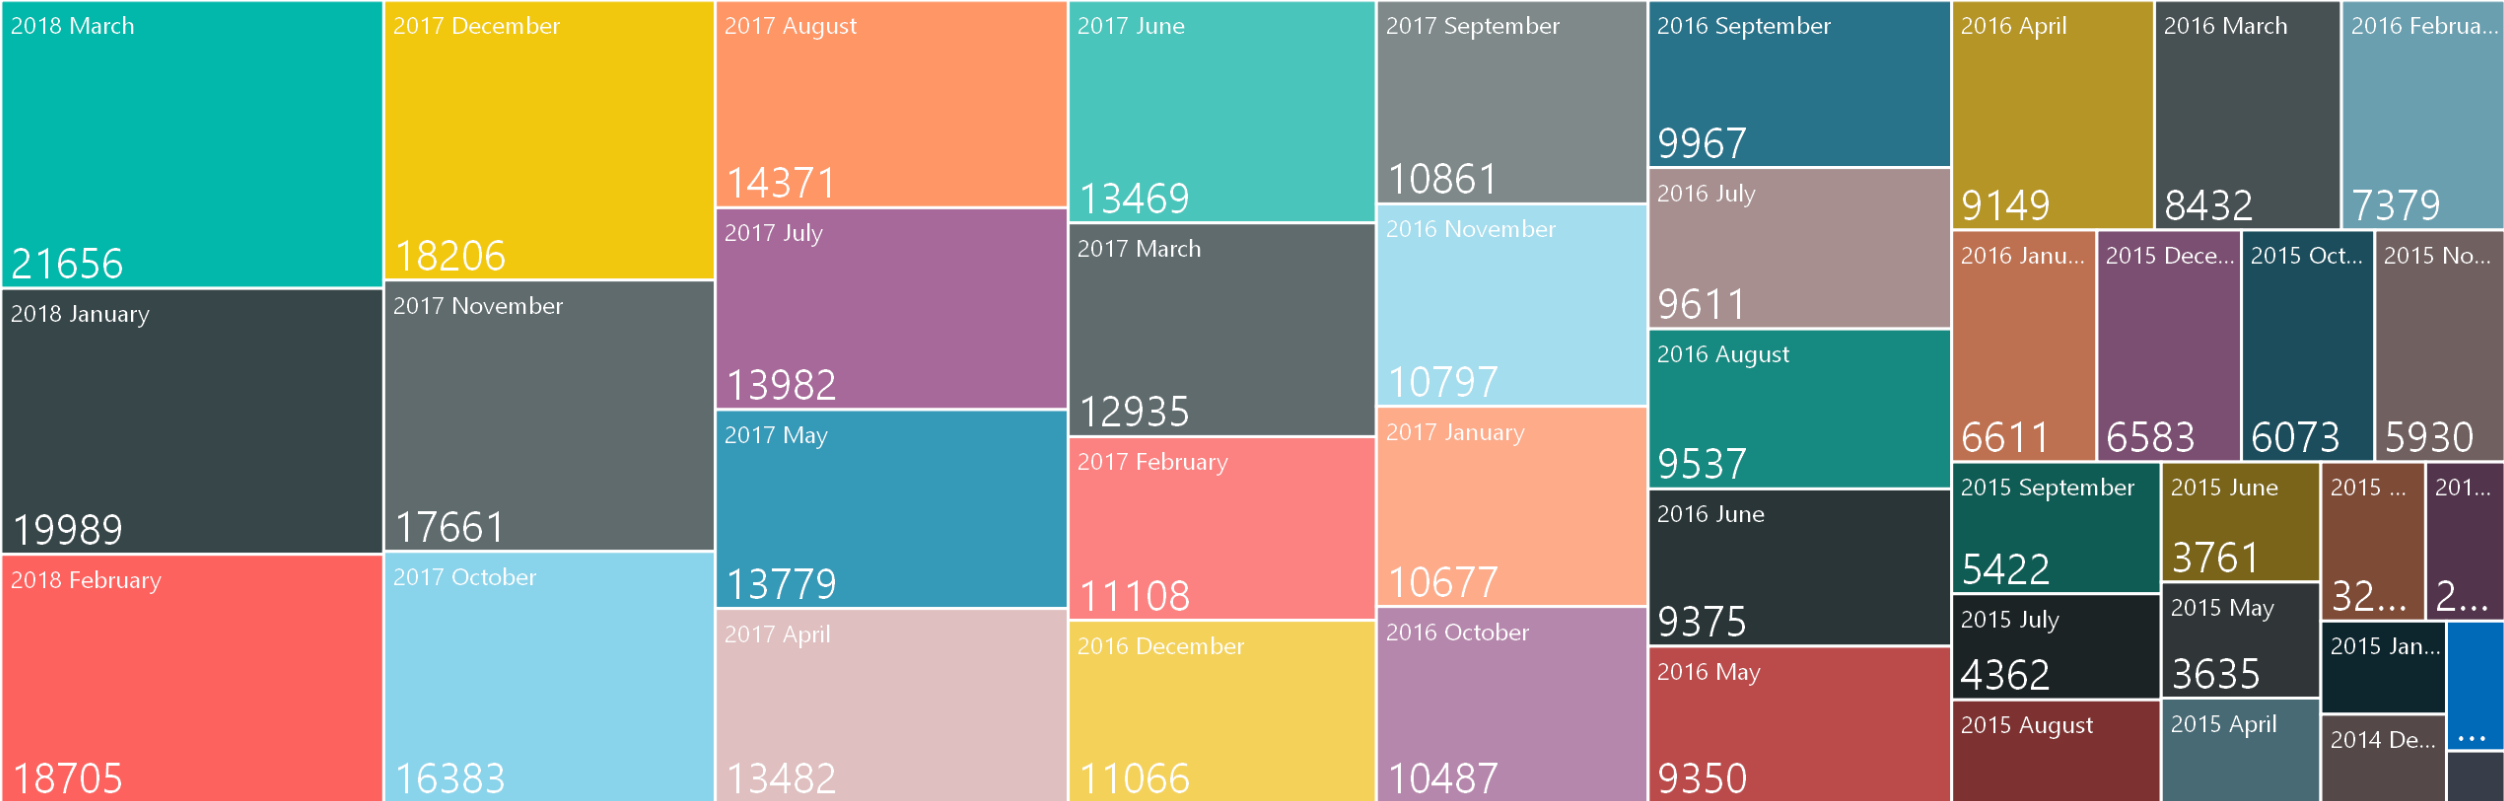 2018 March
21656
2018 January
19989
2018 February
18705
2017 December
18206
2017 November
17661
2017 October
16383
2017 August
14371
2017 July
13982
2017 May
13779
2017 April
13482
2017 June
13469
2017 March
12935
2017 February
11108
2016 December
11066
2017 September
10861
2016 November
10797
2017 January
10677
2016 October
10487
2016 September
9967
2016 July
9611
2016 August
9537
2016 June
9375
2016 May
9350
2016 April
9149
2016 March
8432
2016 Februa...
7379
2016 Janu...
6611
2015 Dece...
6583
2015 Oct...
6073
2015 No...
5930
2015 September
5422
2015 July
4362
2015 August
2015 June
3761
2015 May
3635
2015 April
2015 ...
32...
201...
2...
2015 Jan...
2014 De...
...